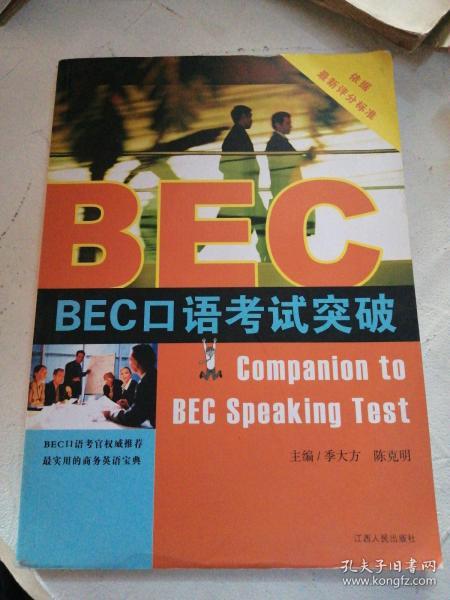 依据
最新评分标准
BEC
BEC口语考试突破
Companion to
BEC Speaking Test
BEC口语考官权威推荐
最实用的商务英语宝典
主编/季大方 陈克明
江西人民出版社
孔夫子旧书网
www.kongfz.com